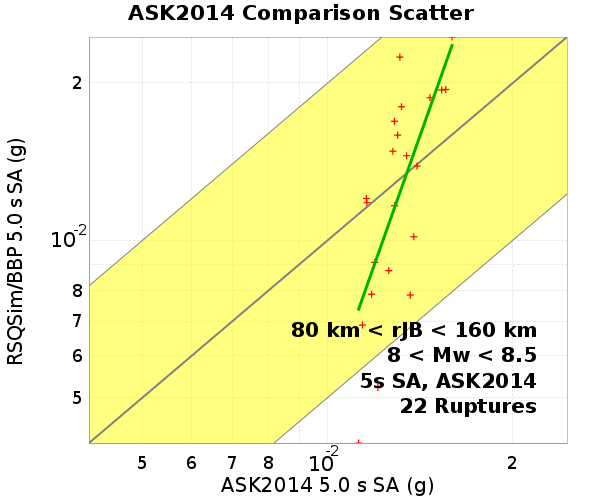 ASK2014 Comparison Scatter
RSQSim/BBP 5.0 s SA (g)
2
10-2
8
7
6
5
80 km < rJB < 160 km
8 < Mw < 8.5
5s SA, ASK2014
22 Ruptures
5 6 7 8 10-2 2
ASK2014 5.0 s SA (g)